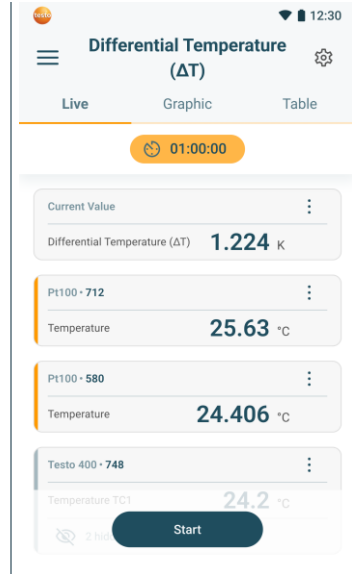 testo
12:30
Differential Temperature
(ΔT)
Live Graphic Table
01:00:00
Current Value
Differential Temperature (ΔT) 1.224 K
Pt100 • 712
Temperature 25.63 °C
Pt100 • 580
Temperature 24.406 °C
Testo 400 • 748
Temperature TC1 24.2 °C
2
Start